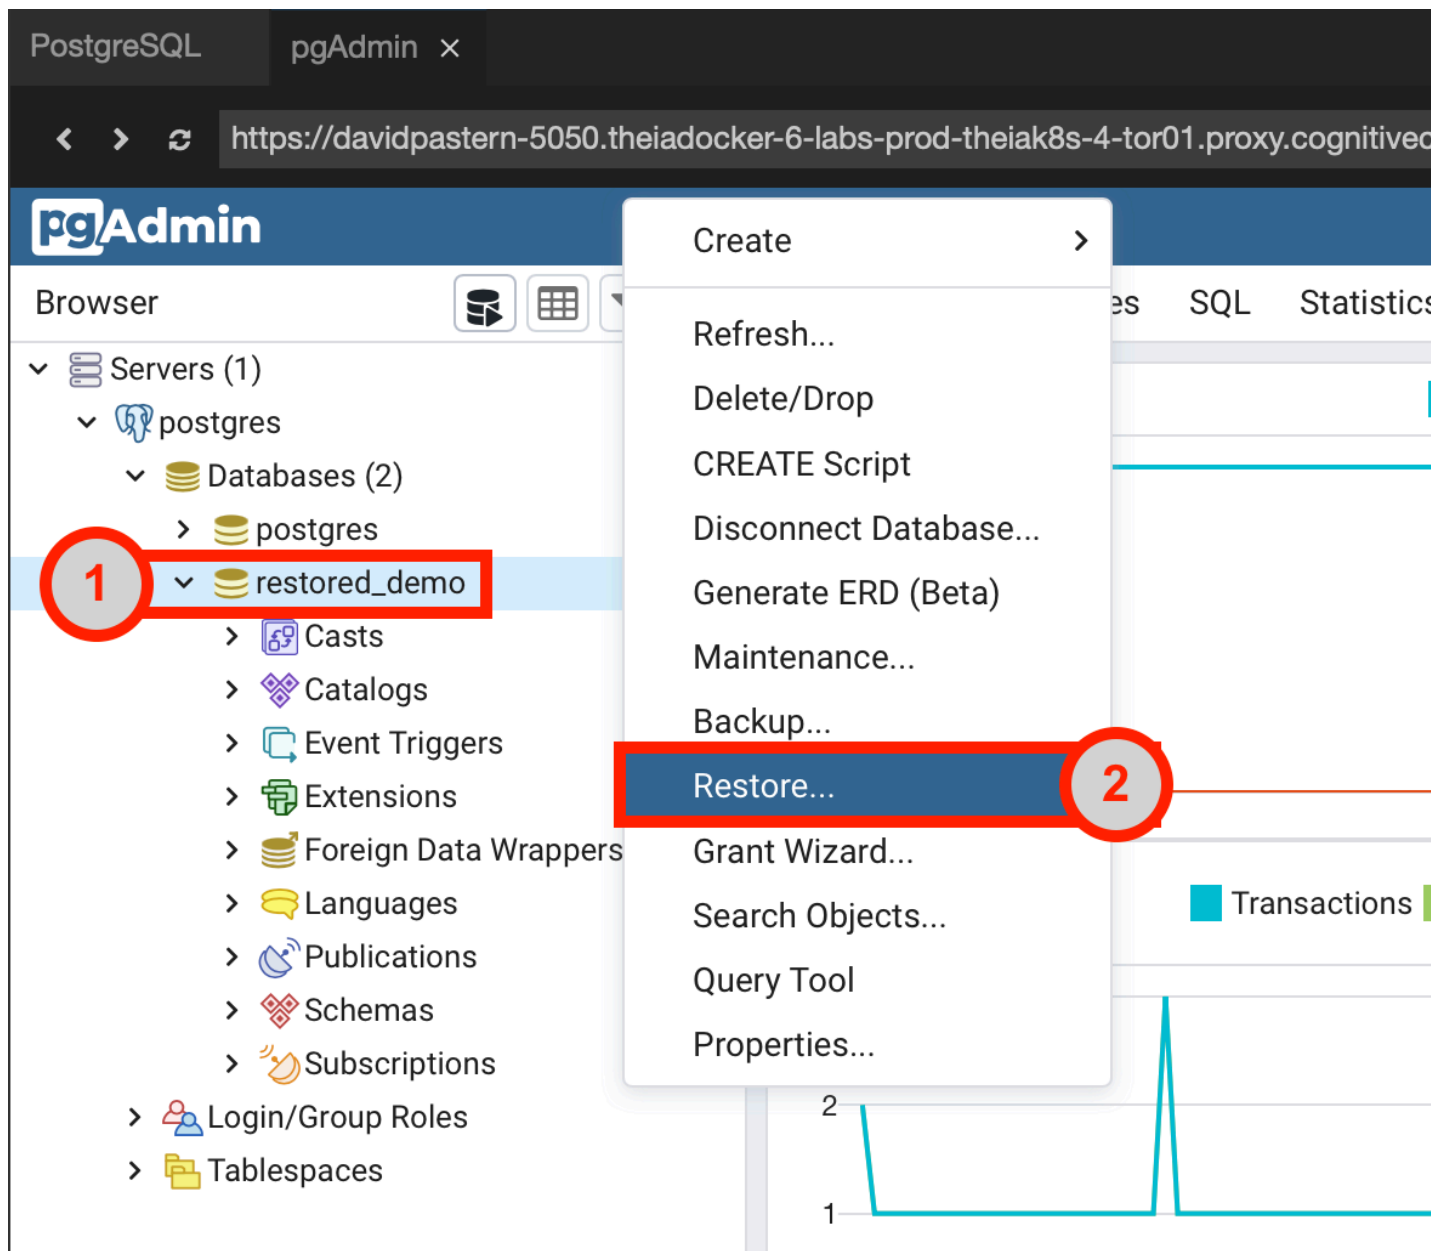 PostgreSQL
pgAdmin
https://davidpastern-5050.theiadocker-6-labs-prod-theiak8s-4-tor01.proxy.cognitivec
pgAdmin
Browser
SQL
Statistics
Servers (1)
postgres
Databases (2)
postgres
1
restored_demo
Casts
Catalogs
Event Triggers
Extensions
Foreign Data Wrappers
Languages
Publications
Schemas
Subscriptions
Login/Group Roles
Tablespaces
Create
Refresh...
Delete/Drop
CREATE Script
Disconnect Database...
Generate ERD (Beta)
Maintenance...
Backup...
Restore...
2
Grant Wizard...
Search Objects...
Query Tool
Properties...
Transactions
2
1